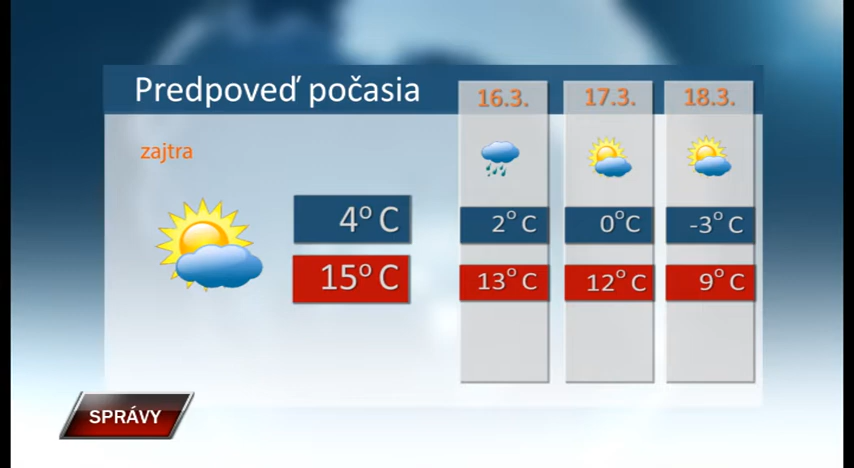 Predpoveď počasia
zajtra
4° C
15° C
16.3. 17.3. 18.3.
2° C 0°C -3° C
13° C 12° C 9° C
SPRÁVY